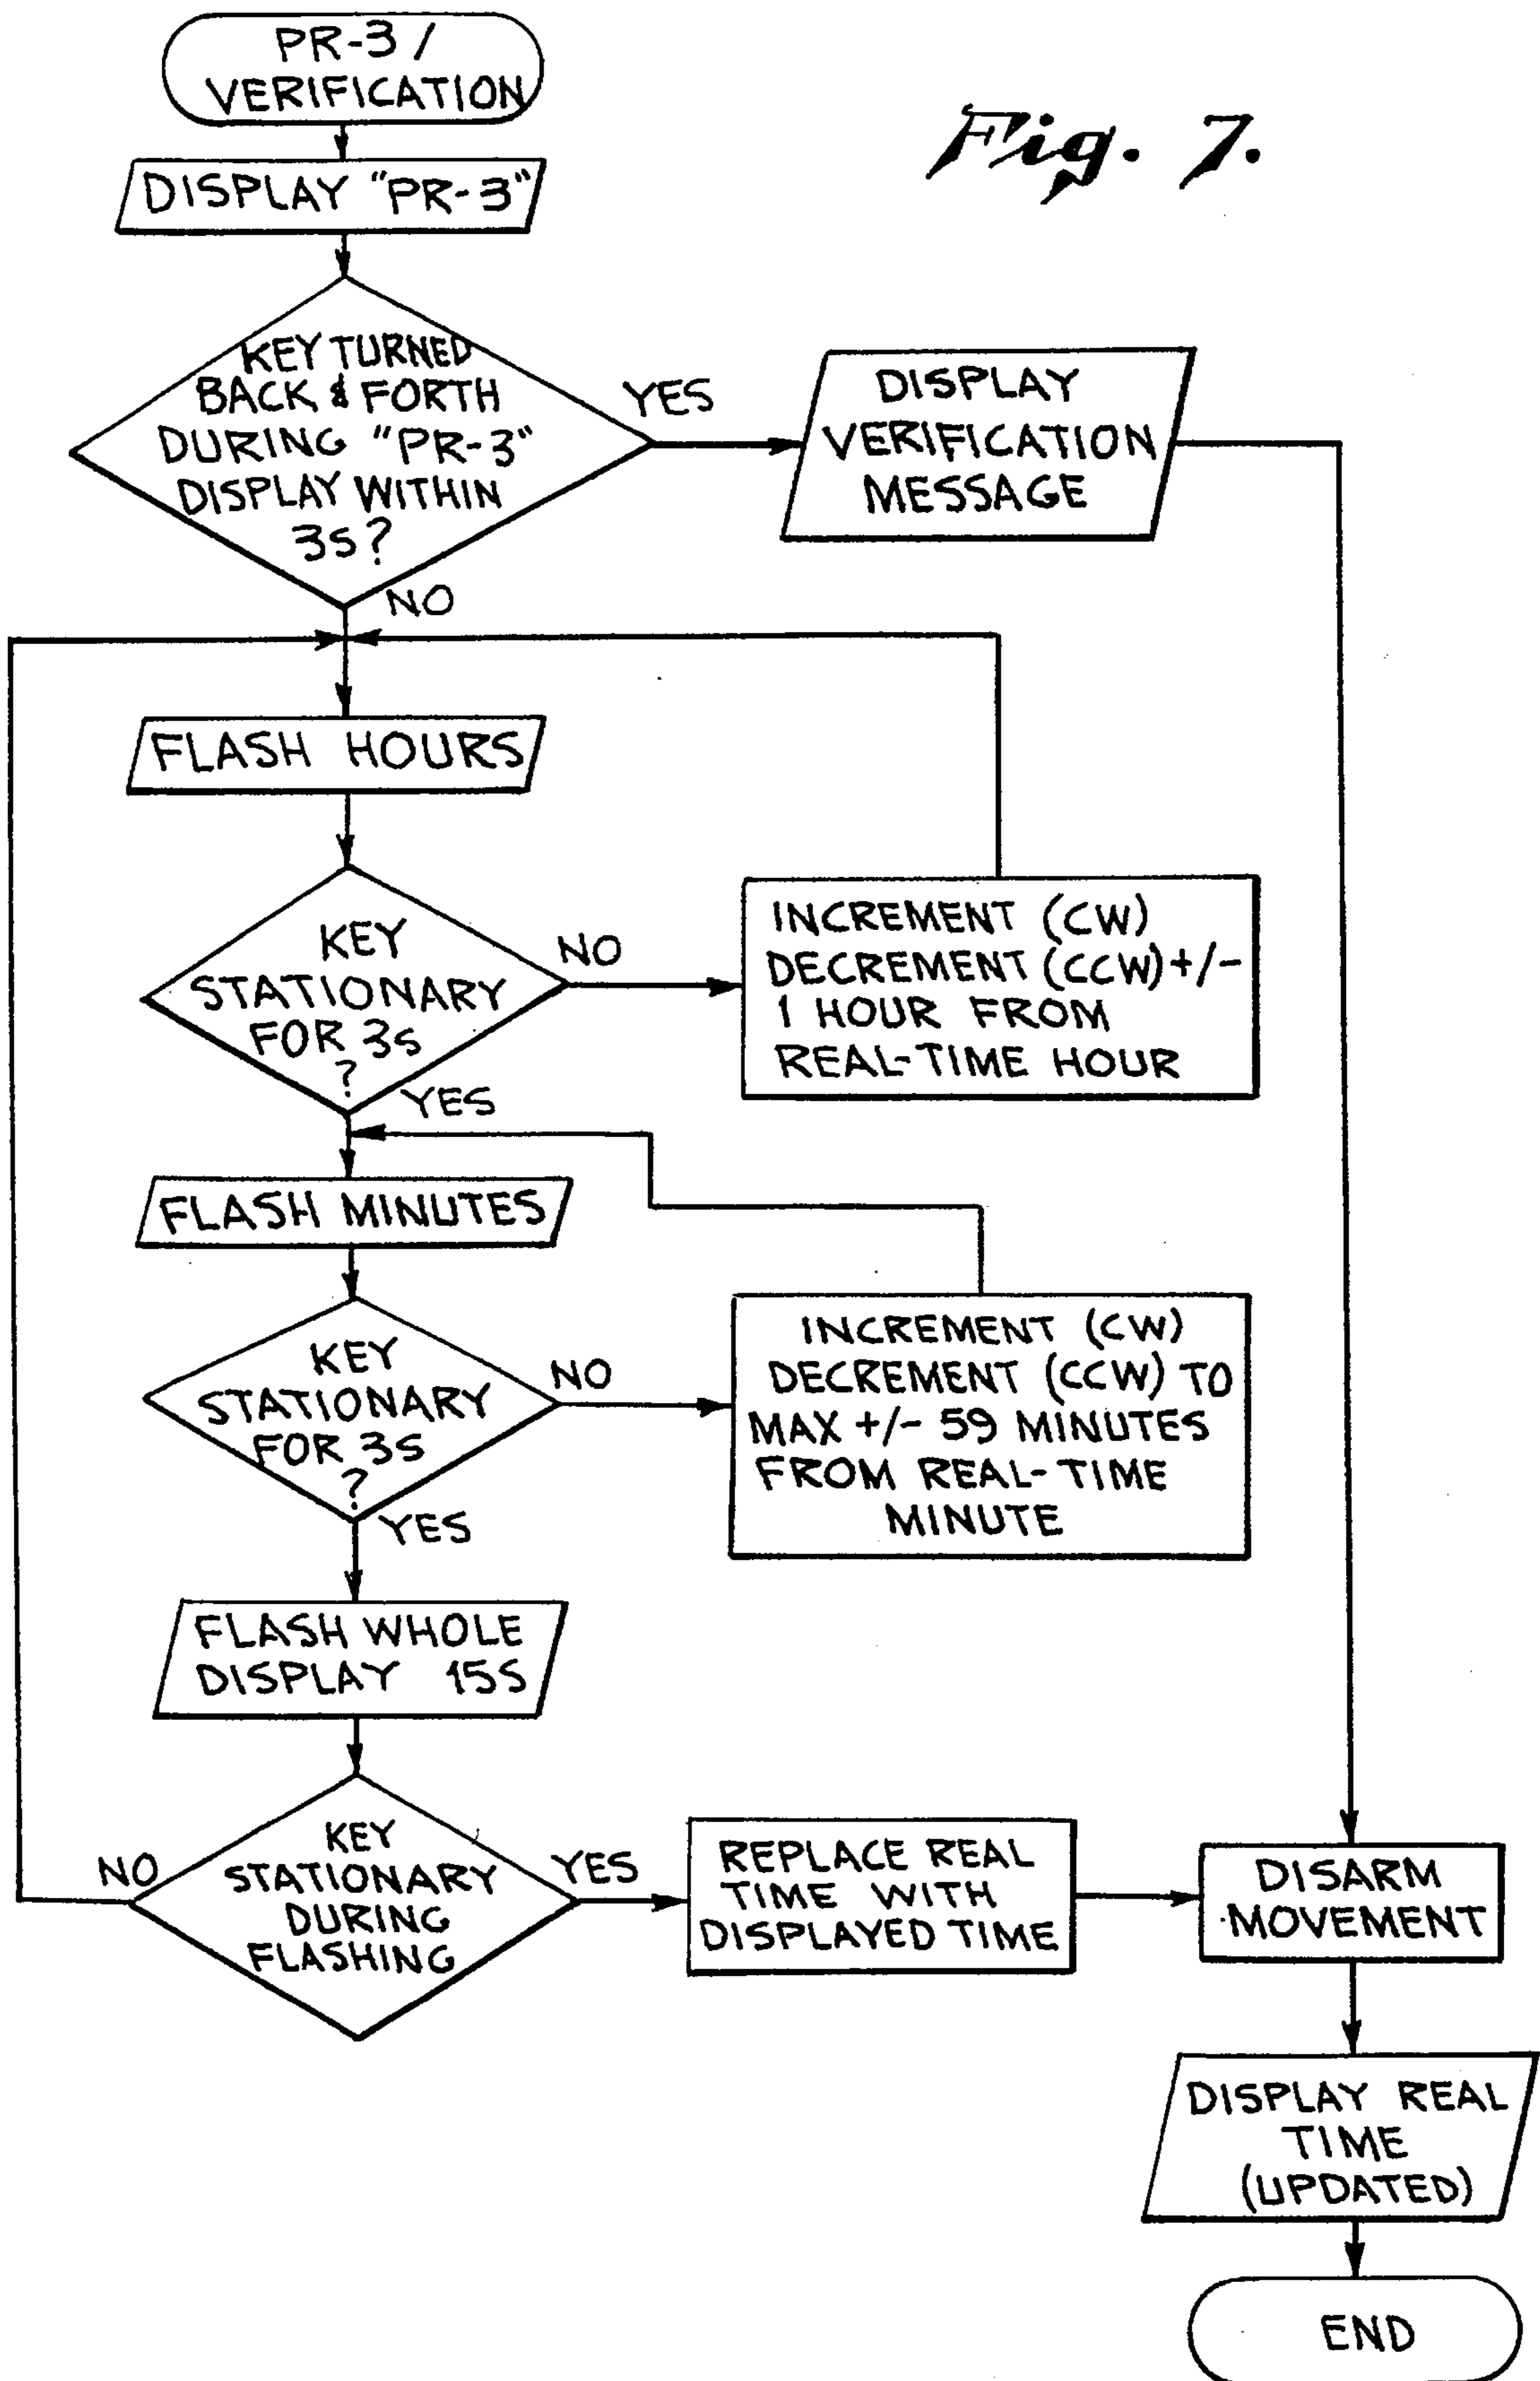 PR-3 /
VERIFICATION
Fig. 7.
DISPLAY "PR-3"
KEY TURNED
BACK & FORTH
DURING "PR-3"
DISPLAY WITHIN
3s?
YES
DISPLAY
VERIFICATION
MESSAGE
NO
FLASH HOURS
KEY
STATIONARY
FOR 3s
?
NO
INCREMENT (CW)
DECREMENT (CCW) +/-
1 HOUR FROM
REAL-TIME HOUR
YES
FLASH MINUTES
KEY
STATIONARY
FOR 3s
?
NO
INCREMENT (CW)
DECREMENT (CCW) TO
MAX +/- 59 MINUTES
FROM REAL-TIME
MINUTE
YES
FLASH WHOLE
DISPLAY 15S
KEY
STATIONARY
DURING
FLASHING
NO
YES
REPLACE REAL
TIME WITH
DISPLAYED TIME
DISARM
MOVEMENT
DISPLAY REAL
TIME
(UPDATED)
END